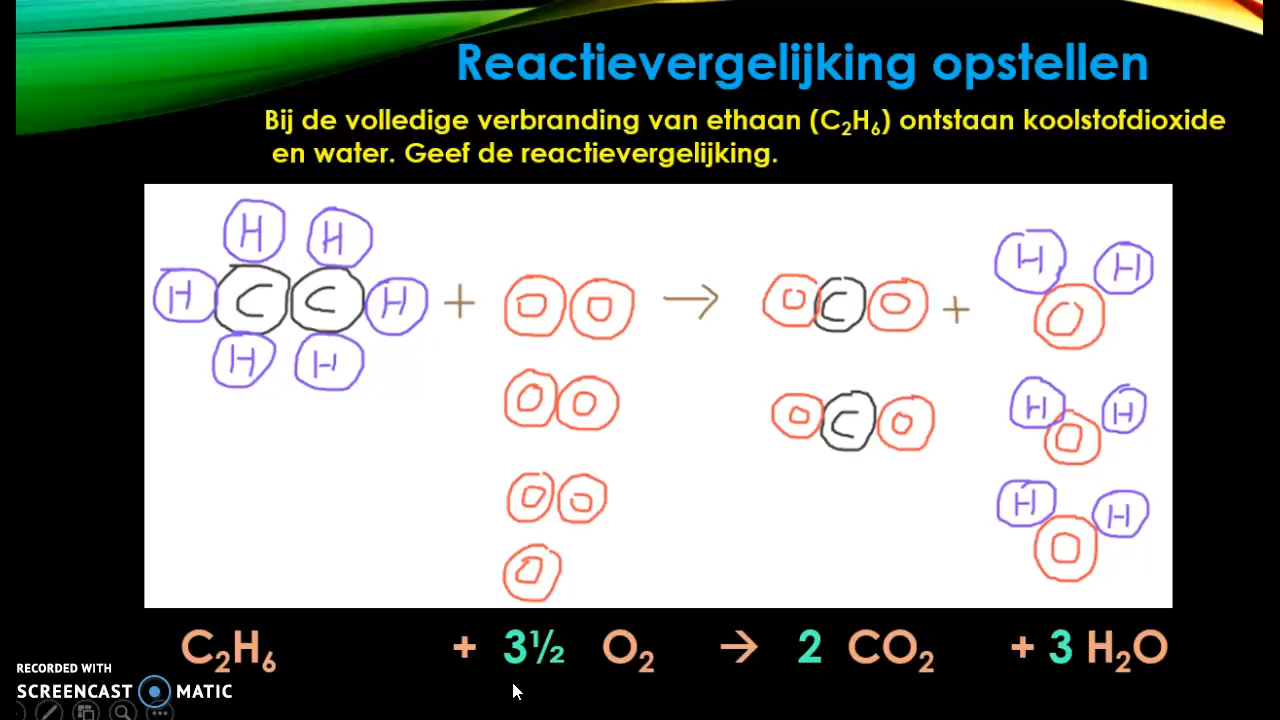 Reactievergelijking opstellen
Bij de volledige verbranding van ethaan (C₂H₆) ontstaan koolstofdioxide
en water. Geef de reactievergelijking.
H H H H
H C C H + O O → O C O + O
H H
O O O C O H H
O
O O H H
O O
C₂H₆ + 3½ O₂ → 2 CO₂ + 3 H₂O
RECORDED WITH
SCREENCAST MATIC